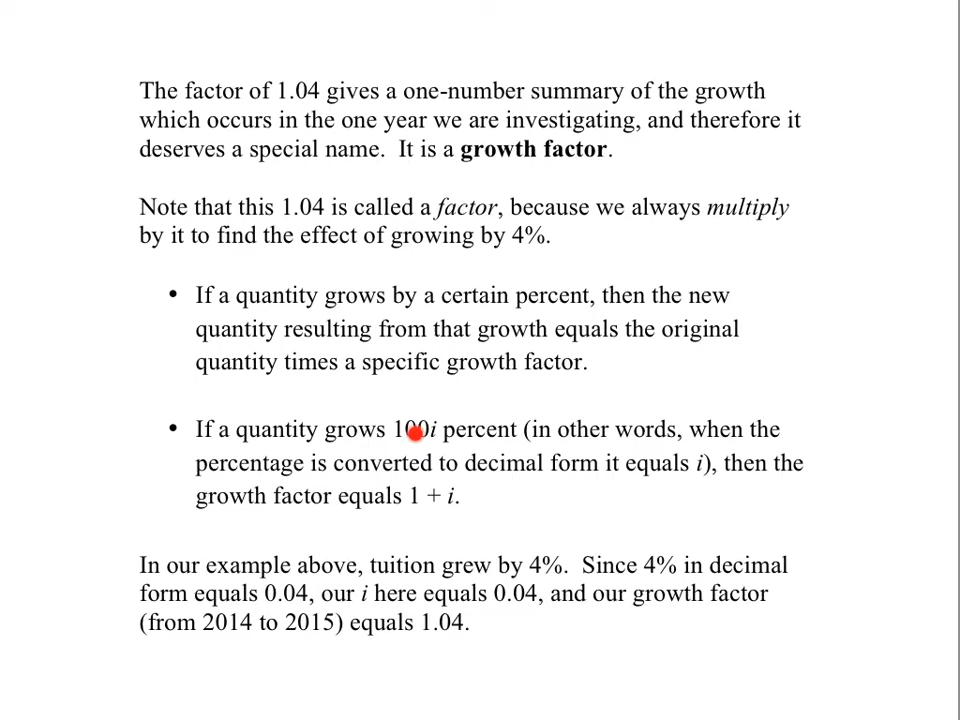 The factor of 1.04 gives a one-number summary of the growth
which occurs in the one year we are investigating, and therefore it
deserves a special name.  It is a growth factor.
Note that this 1.04 is called a factor, because we always multiply
by it to find the effect of growing by 4%.
• If a quantity grows by a certain percent, then the new
quantity resulting from that growth equals the original
quantity times a specific growth factor.
• If a quantity grows 100i percent (in other words, when the
percentage is converted to decimal form it equals i), then the
growth factor equals 1 + i.
In our example above, tuition grew by 4%.  Since 4% in decimal
form equals 0.04, our i here equals 0.04, and our growth factor
(from 2014 to 2015) equals 1.04.